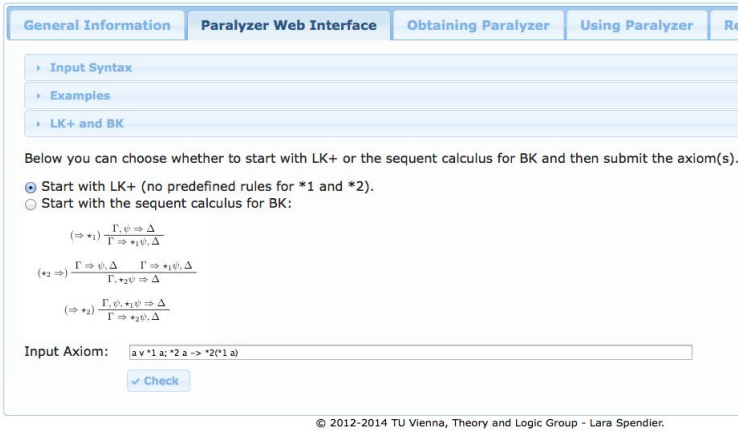 General Information Paralyzer Web Interface Obtaining Paralyzer Using Paralyzer Re
Input Syntax
Examples
LK+ and BK
Below you can choose whether to start with LK+ or the sequent calculus for BK and then submit the axiom(s).
Start with LK+ (no predefined rules for *1 and *2).
Start with the sequent calculus for BK:
(⇒ ⋆₁) Γ, ψ ⇒ Δ
Γ ⇒ ⋆₁ψ, Δ
(⋆₂ ⇒) Γ ⇒ ψ, Δ Γ ⇒ ⋆₁ψ, Δ
Γ, ⋆₂ψ ⇒ Δ
(⇒ ⋆₂) Γ, ψ, ⋆₁ψ ⇒ Δ
Γ ⇒ ⋆₂ψ, Δ
Input Axiom: a v *1 a; *2 a -> *2(*1 a)
Check
© 2012-2014 TU Vienna, Theory and Logic Group - Lara Spendier.